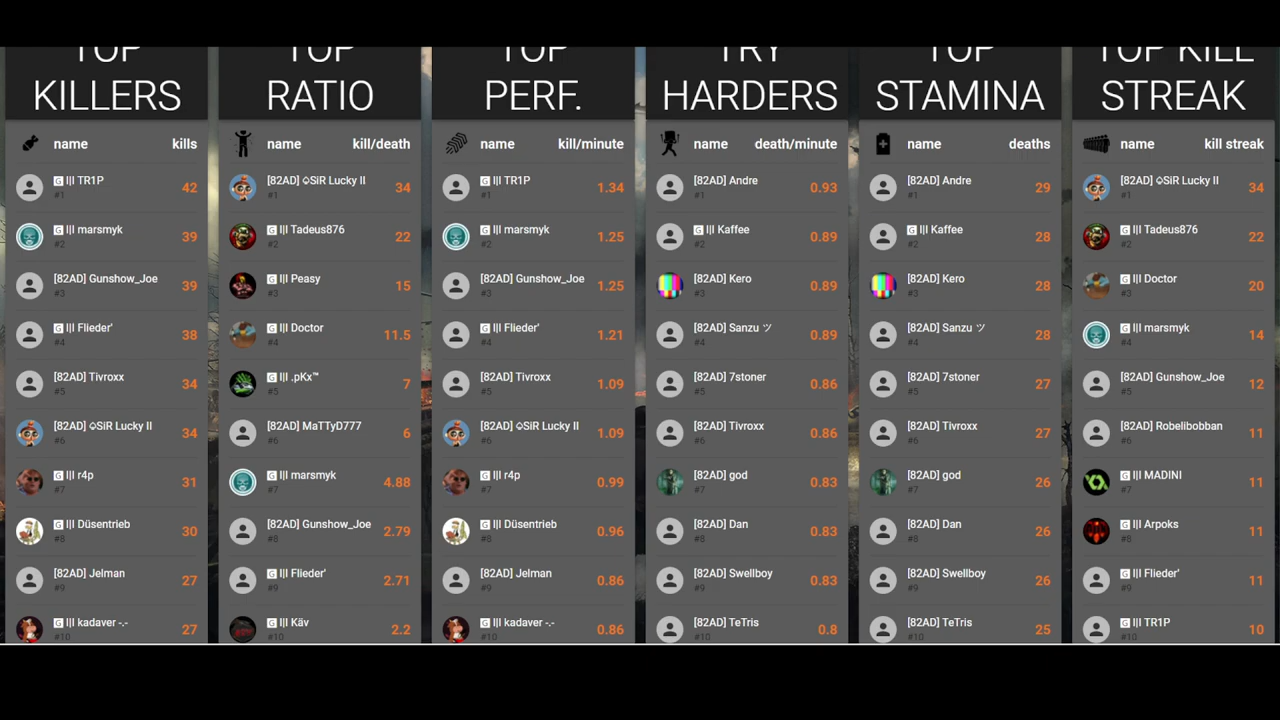 TOP
KILLERS
name kills
G I|I TR1P 42
#1
G I|I marsmyk 39
#2
[82AD] Gunshow_Joe 39
#3
G I|I Flieder' 38
#4
[82AD] Tivroxx 34
#5
[82AD] ♤SiR Lucky II 34
#6
G I|I r4p 31
#7
G I|I Düsentrieb 30
#8
[82AD] Jelman 27
#9
G I|I kadaver -.- 27
#10
TOP
RATIO
name kill/death
[82AD] ♤SiR Lucky II 34
#1
G I|I Tadeus876 22
#2
G I|I Peasy 15
#3
G I|I Doctor 11.5
#4
G I|I .pKx™ 7
#5
[82AD] MaTTyD777 6
#6
G I|I marsmyk 4.88
#7
[82AD] Gunshow_Joe 2.79
#8
G I|I Flieder' 2.71
#9
G I|I Käv 2.2
#10
TOP
PERF.
name kill/minute
G I|I TR1P 1.34
#1
G I|I marsmyk 1.25
#2
[82AD] Gunshow_Joe 1.25
#3
G I|I Flieder' 1.21
#4
[82AD] Tivroxx 1.09
#5
[82AD] ♤SiR Lucky II 1.09
#6
G I|I r4p 0.99
#7
G I|I Düsentrieb 0.96
#8
[82AD] Jelman 0.86
#9
G I|I kadaver -.- 0.86
#10
TRY
HARDERS
name death/minute
[82AD] Andre 0.93
#1
G I|I Kaffee 0.89
#2
[82AD] Kero 0.89
#3
[82AD] Sanzu ツ 0.89
#4
[82AD] 7stoner 0.86
#5
[82AD] Tivroxx 0.86
#6
[82AD] god 0.83
#7
[82AD] Dan 0.83
#8
[82AD] Swellboy 0.83
#9
[82AD] TeTris 0.8
#10
TOP
STAMINA
name deaths
[82AD] Andre 29
#1
G I|I Kaffee 28
#2
[82AD] Kero 28
#3
[82AD] Sanzu ツ 28
#4
[82AD] 7stoner 27
#5
[82AD] Tivroxx 27
#6
[82AD] god 26
#7
[82AD] Dan 26
#8
[82AD] Swellboy 26
#9
[82AD] TeTris 25
#10
TOP KILL
STREAK
name kill streak
[82AD] ♤SiR Lucky II 34
#1
G I|I Tadeus876 22
#2
G I|I Doctor 20
#3
G I|I marsmyk 14
#4
[82AD] Gunshow_Joe 12
#5
[82AD] Robelibobban 11
#6
G I|I MADINI 11
#7
G I|I Arpoks 11
#8
G I|I Flieder' 11
#9
G I|I TR1P 10
#10